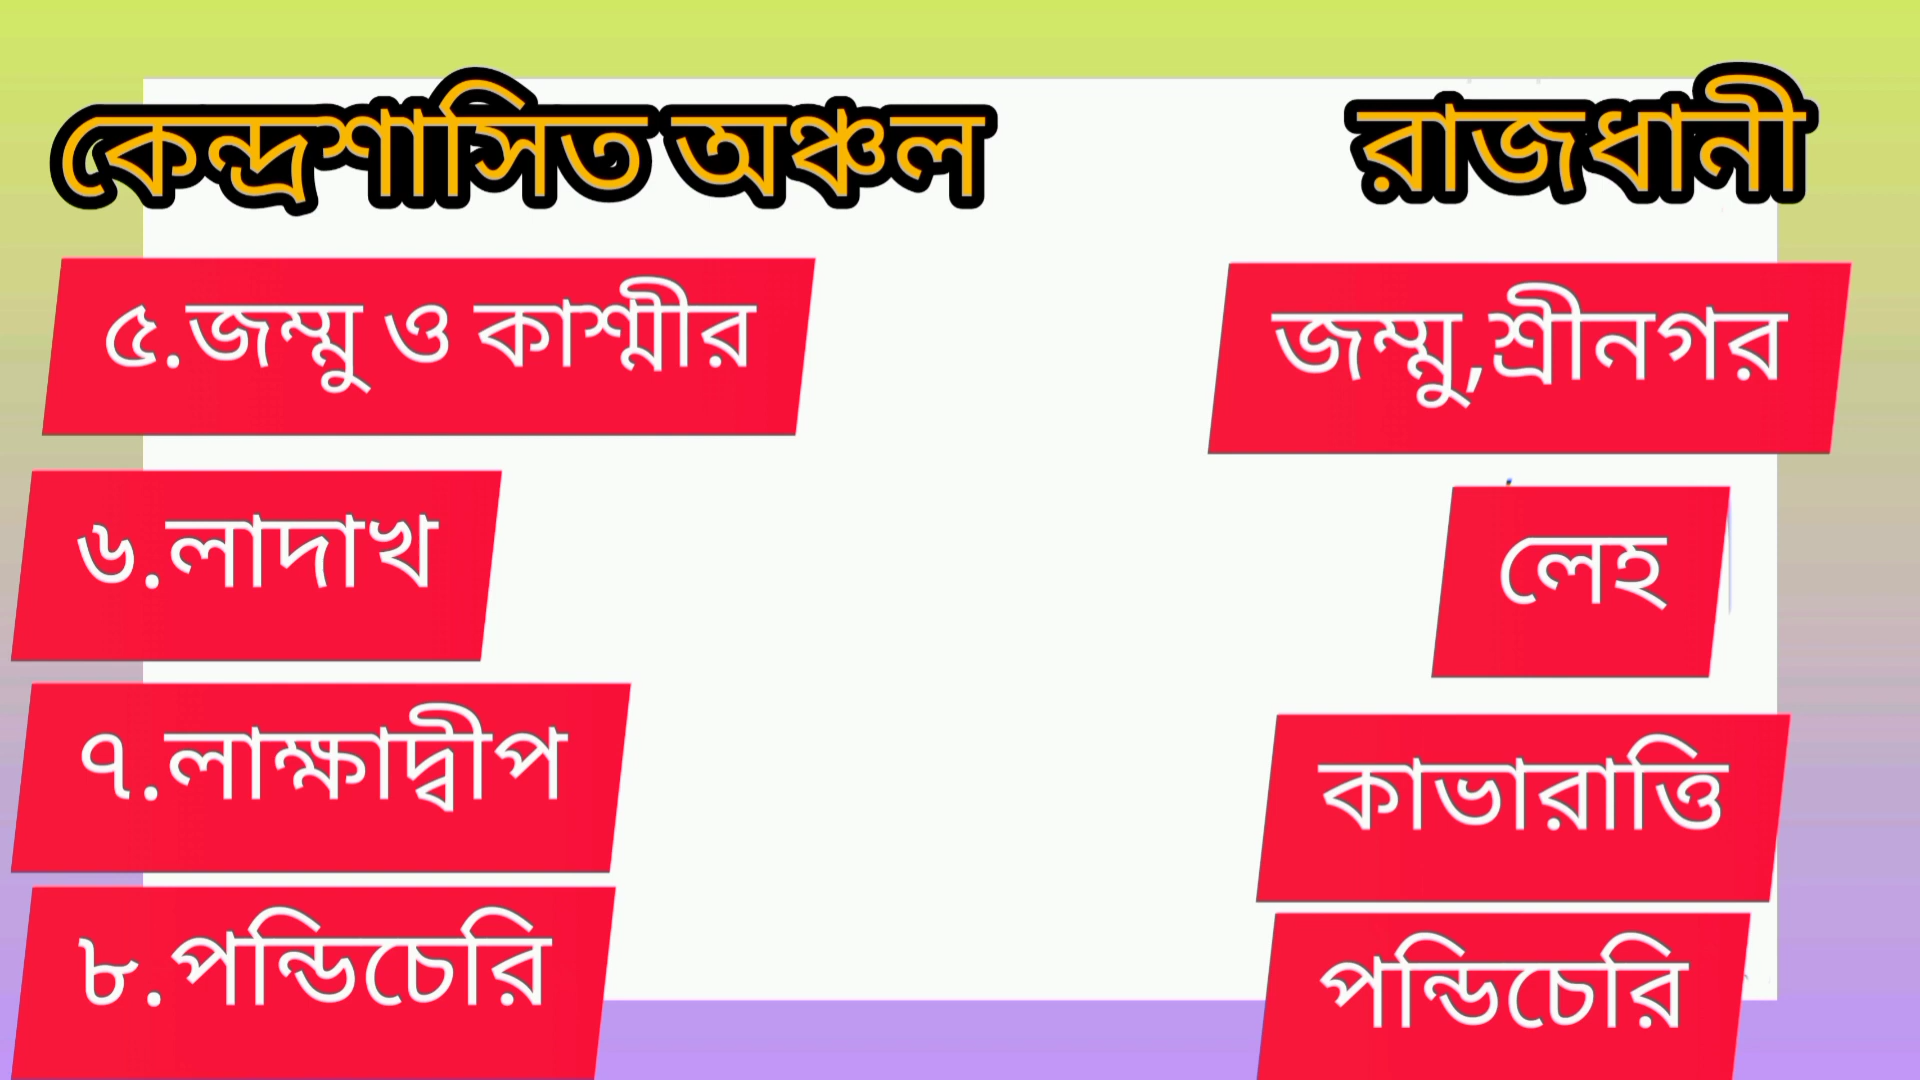 কেন্দ্রশাসিত অঞ্চল রাজধানী
৫.জম্মু ও কাশ্মীর জম্মু,শ্রীনগর
৬.লাদাখ লেহ
৭.লাক্ষাদ্বীপ কাভারাত্তি
৮.পন্ডিচেরি পন্ডিচেরি